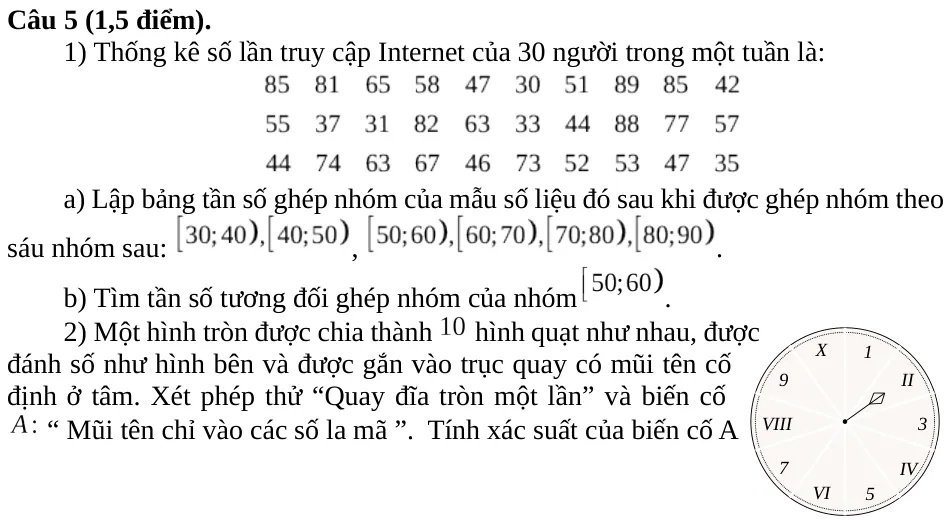 Câu 5 (1,5 điểm).
1) Thống kê số lần truy cập Internet của 30 người trong một tuần là:
85 81 65 58 47 30 51 89 85 42
55 37 31 82 63 33 44 88 77 57
44 74 63 67 46 73 52 53 47 35
a) Lập bảng tần số ghép nhóm của mẫu số liệu đó sau khi được ghép nhóm theo
sáu nhóm sau: [30;40),[40;50) , [50;60),[60;70),[70;80),[80;90).
b) Tìm tần số tương đối ghép nhóm của nhóm [50;60).
2) Một hình tròn được chia thành 10 hình quạt như nhau, được
đánh số như hình bên và được gắn vào trục quay có mũi tên cố
định ở tâm. Xét phép thử “Quay đĩa tròn một lần” và biến cố
A: “ Mũi tên chỉ vào các số la mã ”. Tính xác suất của biến cố A
X 1
9 II
VIII 3
7 IV
VI 5